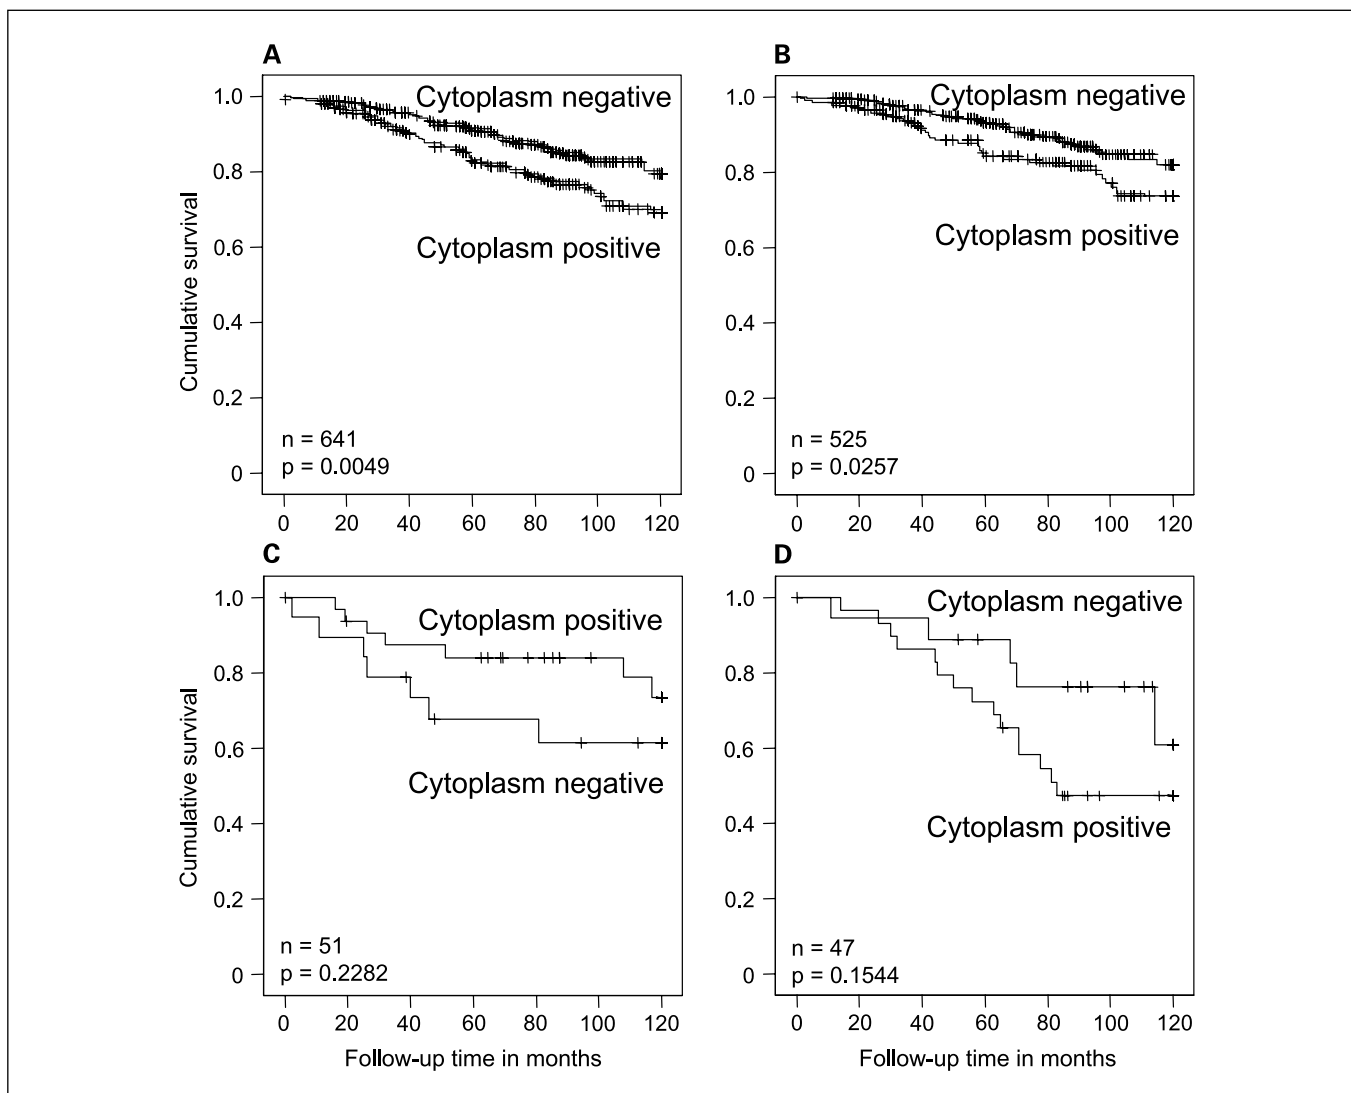 A
Cumulative survival
1.0
0.8
0.6
0.4
0.2
0
Cytoplasm negative
Cytoplasm positive
n = 641
p = 0.0049
0 20 40 60 80 100 120
B
1.0
0.8
0.6
0.4
0.2
0
Cytoplasm negative
Cytoplasm positive
n = 525
p = 0.0257
0 20 40 60 80 100 120
C
Cumulative survival
1.0
0.8
0.6
0.4
0.2
0
Cytoplasm positive
Cytoplasm negative
n = 51
p = 0.2282
0 20 40 60 80 100 120
Follow-up time in months
D
1.0
0.8
0.6
0.4
0.2
0
Cytoplasm negative
Cytoplasm positive
n = 47
p = 0.1544
0 20 40 60 80 100 120
Follow-up time in months